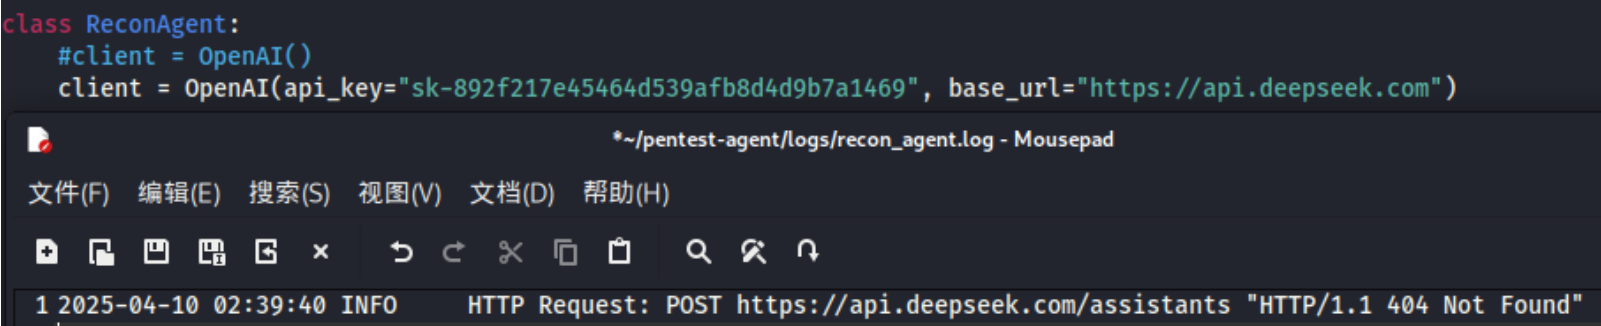 class ReconAgent:
#client = OpenAI()
client = OpenAI(api_key="sk-892f217e45464d539afb8d4d9b7a1469", base_url="https://api.deepseek.com")
*~/pentest-agent/logs/recon_agent.log - Mousepad
文件(F) 编辑(E) 搜索(S) 视图(V) 文档(D) 帮助(H)
1 2025-04-10 02:39:40 INFO HTTP Request: POST https://api.deepseek.com/assistants "HTTP/1.1 404 Not Found"